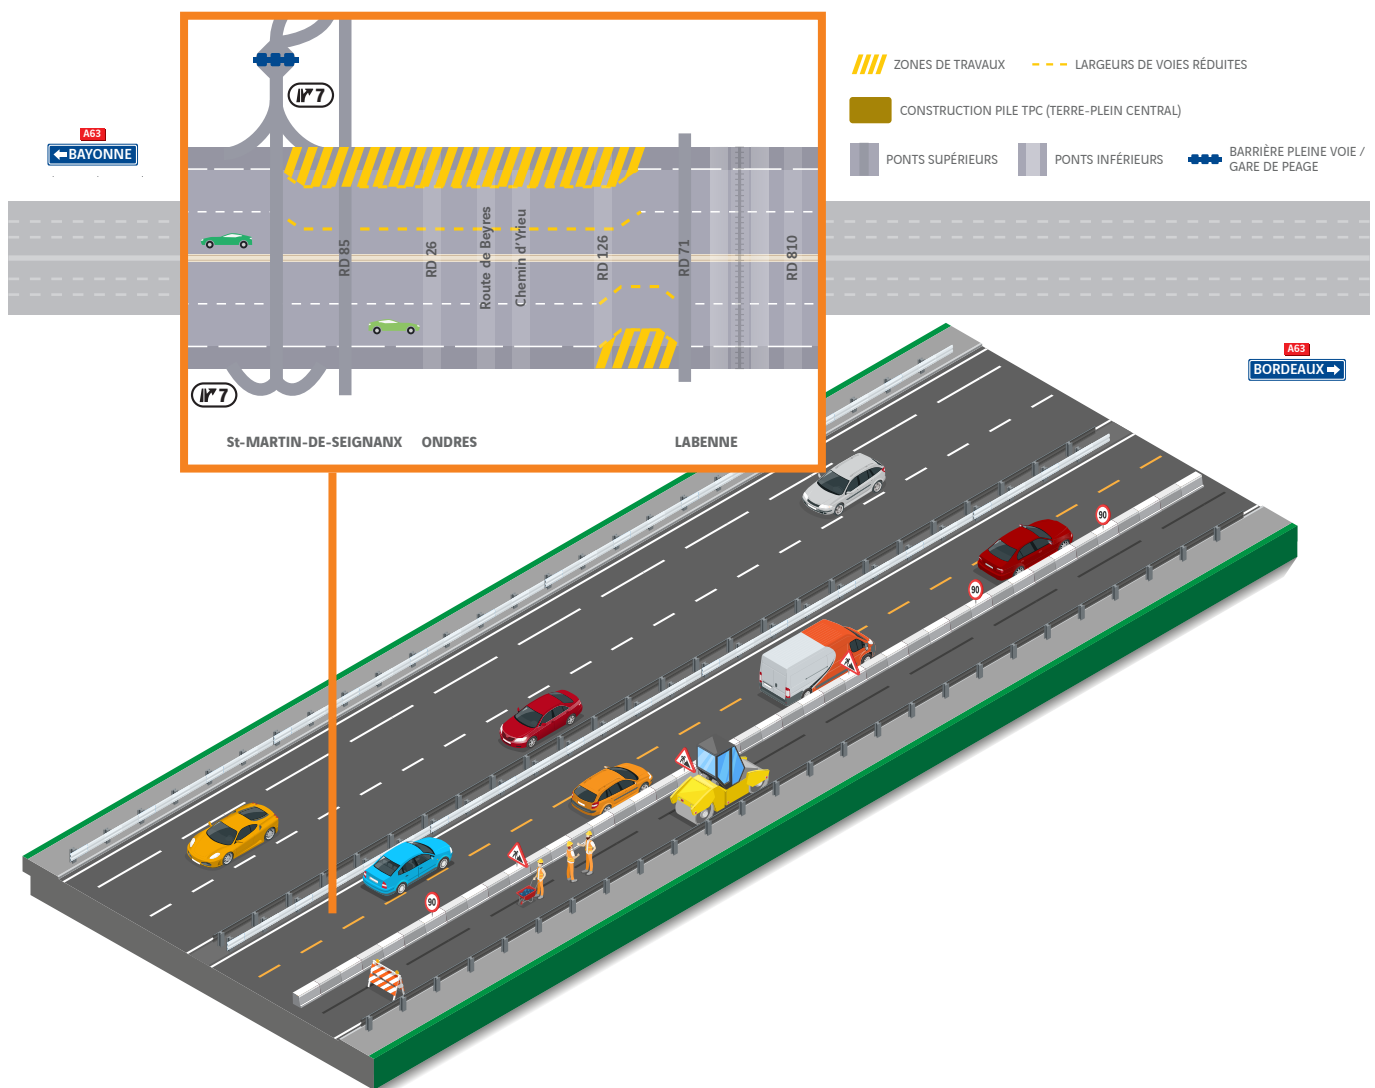 ZONES DE TRAVAUX
LARGEURS DE VOIES RÉDUITES
CONSTRUCTION PILE TPC (TERRE-PLEIN CENTRAL)
PONTS SUPÉRIEURS
PONTS INFÉRIEURS
BARRIÈRE PLEINE VOIE /
GARE DE PEAGE
A63
BAYONNE
7
RD 85
RD 26
Route de Beyres
Chemin d'Yrieu
RD 126
RD 71
RD 810
7
St-MARTIN-DE-SEIGNANX
ONDRES
LABENNE
A63
BORDEAUX
90
90
90